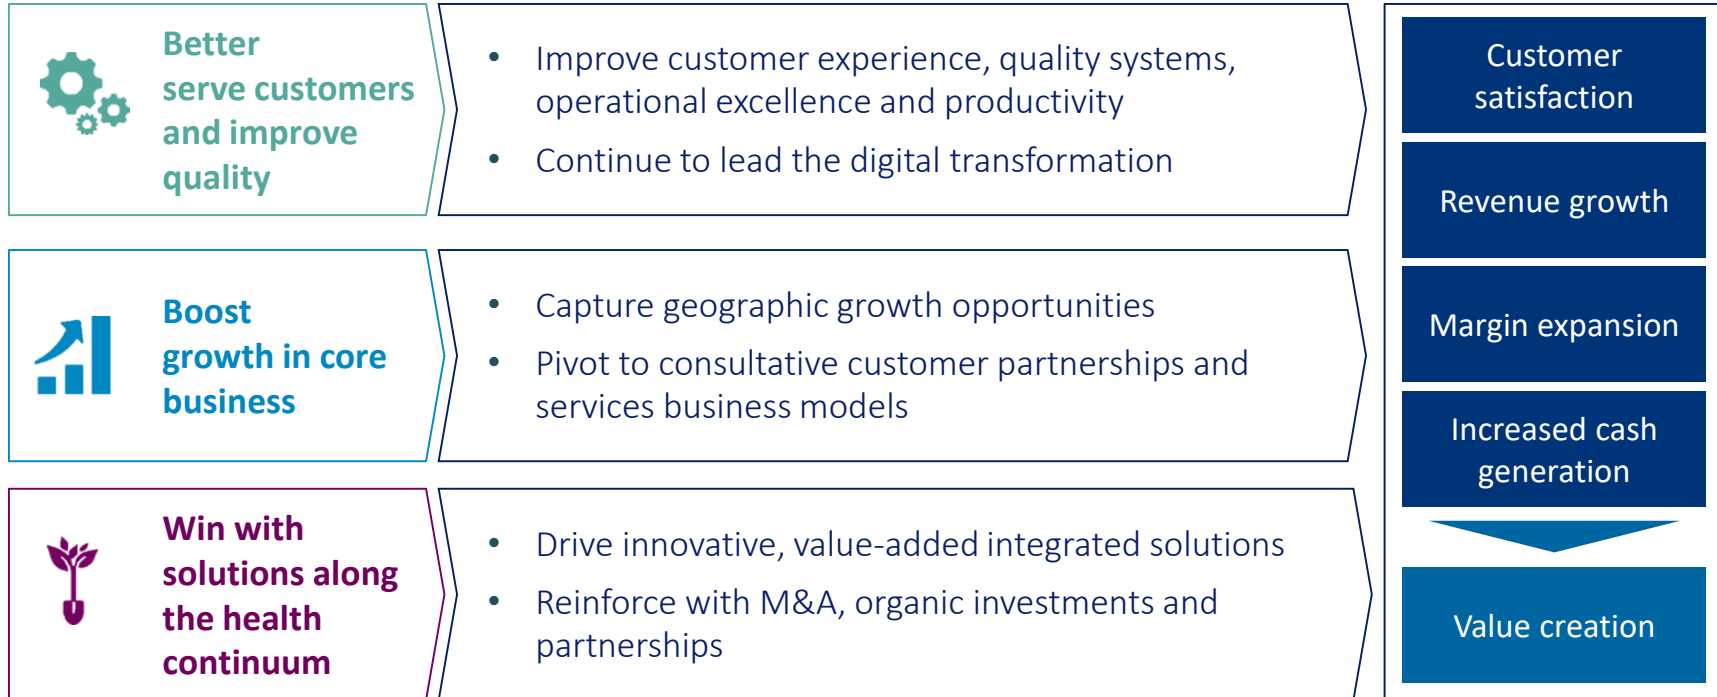 Better
serve customers
and improve
quality
• Improve customer experience, quality systems,
operational excellence and productivity
• Continue to lead the digital transformation
Boost
growth in core
business
• Capture geographic growth opportunities
• Pivot to consultative customer partnerships and
services business models
Win with
solutions along
the health
continuum
• Drive innovative, value-added integrated solutions
• Reinforce with M&A, organic investments and
partnerships
Customer
satisfaction
Revenue growth
Margin expansion
Increased cash
generation
Value creation